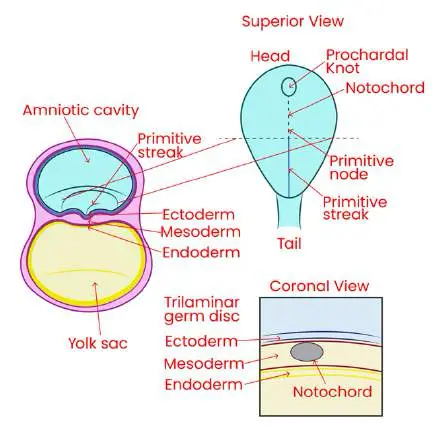 Superior View
Head
Prochardal
Knot
Notochord
Amniotic cavity
Primitive
streak
Primitive
node
Ectoderm
Mesoderm
Endoderm
Primitive
streak
Tail
Yolk sac
Coronal View
Trilaminar
germ disc
Ectoderm
Mesoderm
Endoderm
Notochord